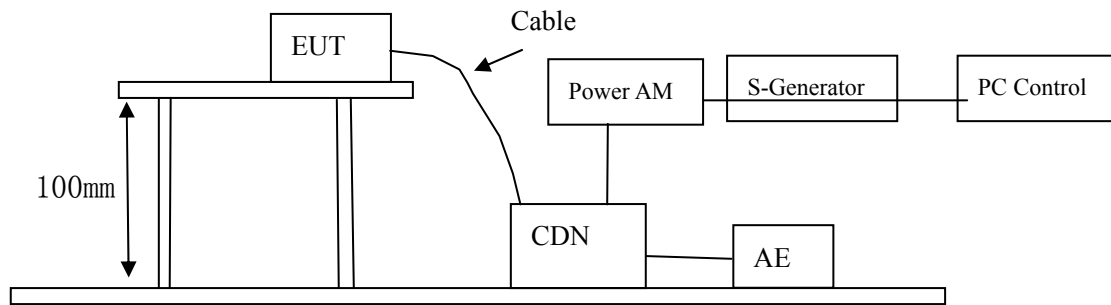 Cable
EUT
Power AM
S-Generator
PC Control
100mm
CDN
AE